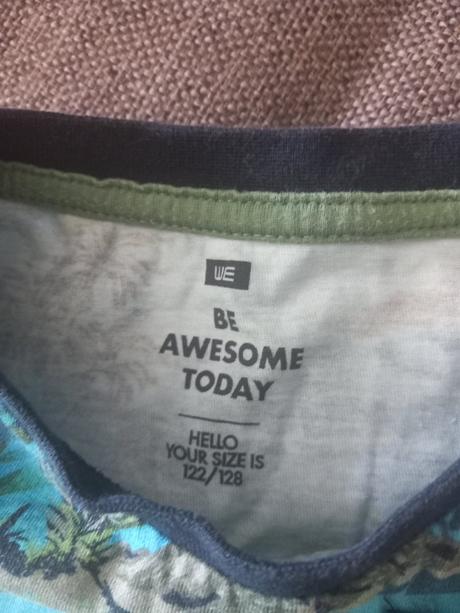 WE
BE
AWESOME
TODAY
HELLO
YOUR SIZE IS
122/128